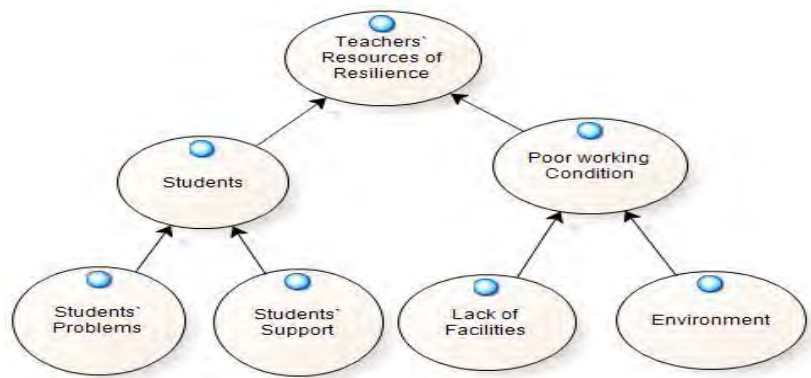 Teachers`
Resources of
Resilience
Students
Poor working
Condition
Students`
Problems
Students`
Support
Lack of
Facilities
Environment